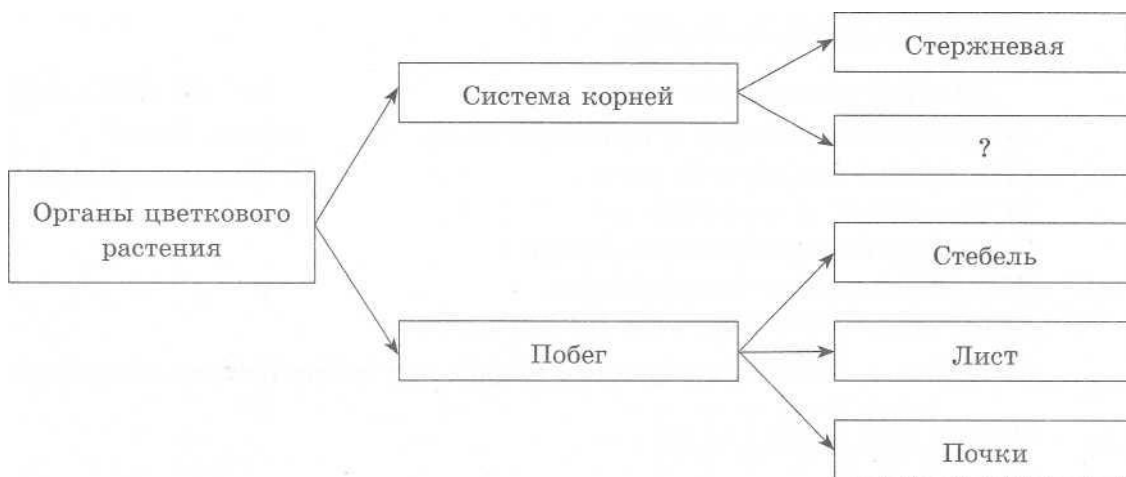 Стержневая
Система корней
?
Органы цветкового
растения
Стебель
Побег
Лист
Почки